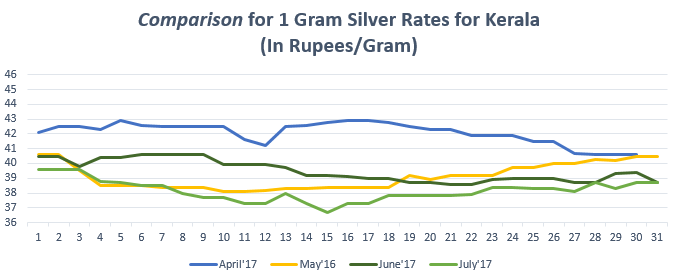 Comparison for 1 Gram Silver Rates for Kerala
(In Rupees/Gram)
46
45
44
43
42
41
40
39
38
37
36
1 2 3 4 5 6 7 8 9 10 11 12 13 14 15 16 17 18 19 20 21 22 23 24 25 26 27 28 29 30 31
April'17 May'16 June'17 July'17